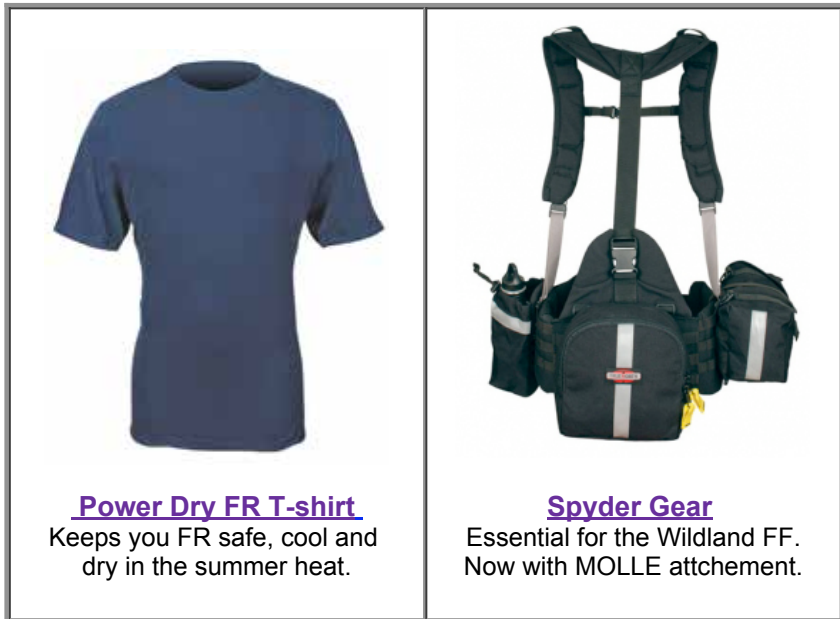 Power Dry FR T-shirt
Keeps you FR safe, cool and
dry in the summer heat.
Spyder Gear
Essential for the Wildland FF.
Now with MOLLE attchement.